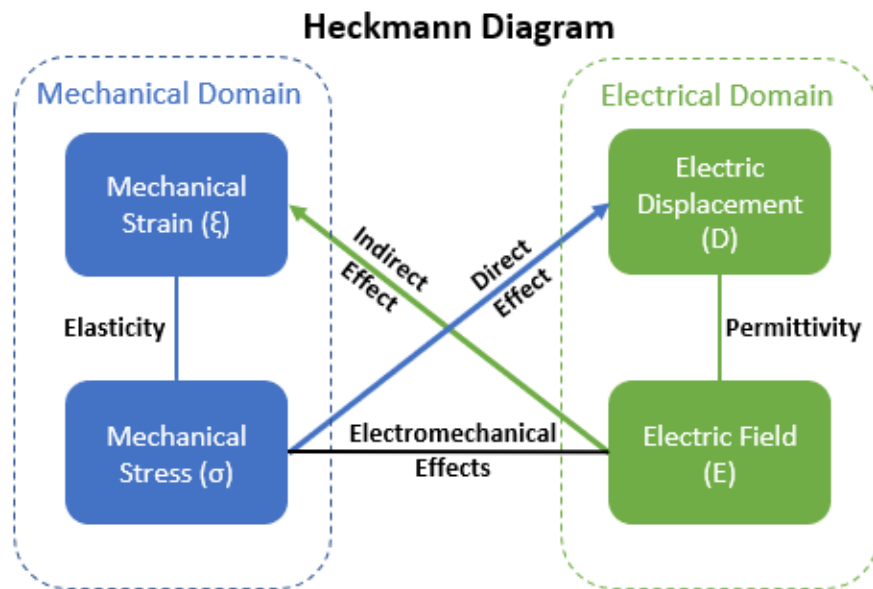 Heckmann Diagram
Mechanical Domain
Electrical Domain
Mechanical
Strain (ξ)
Electric
Displacement
(D)
Indirect
Effect
Direct
Effect
Elasticity
Permittivity
Mechanical
Stress (σ)
Electromechanical
Effects
Electric Field
(E)